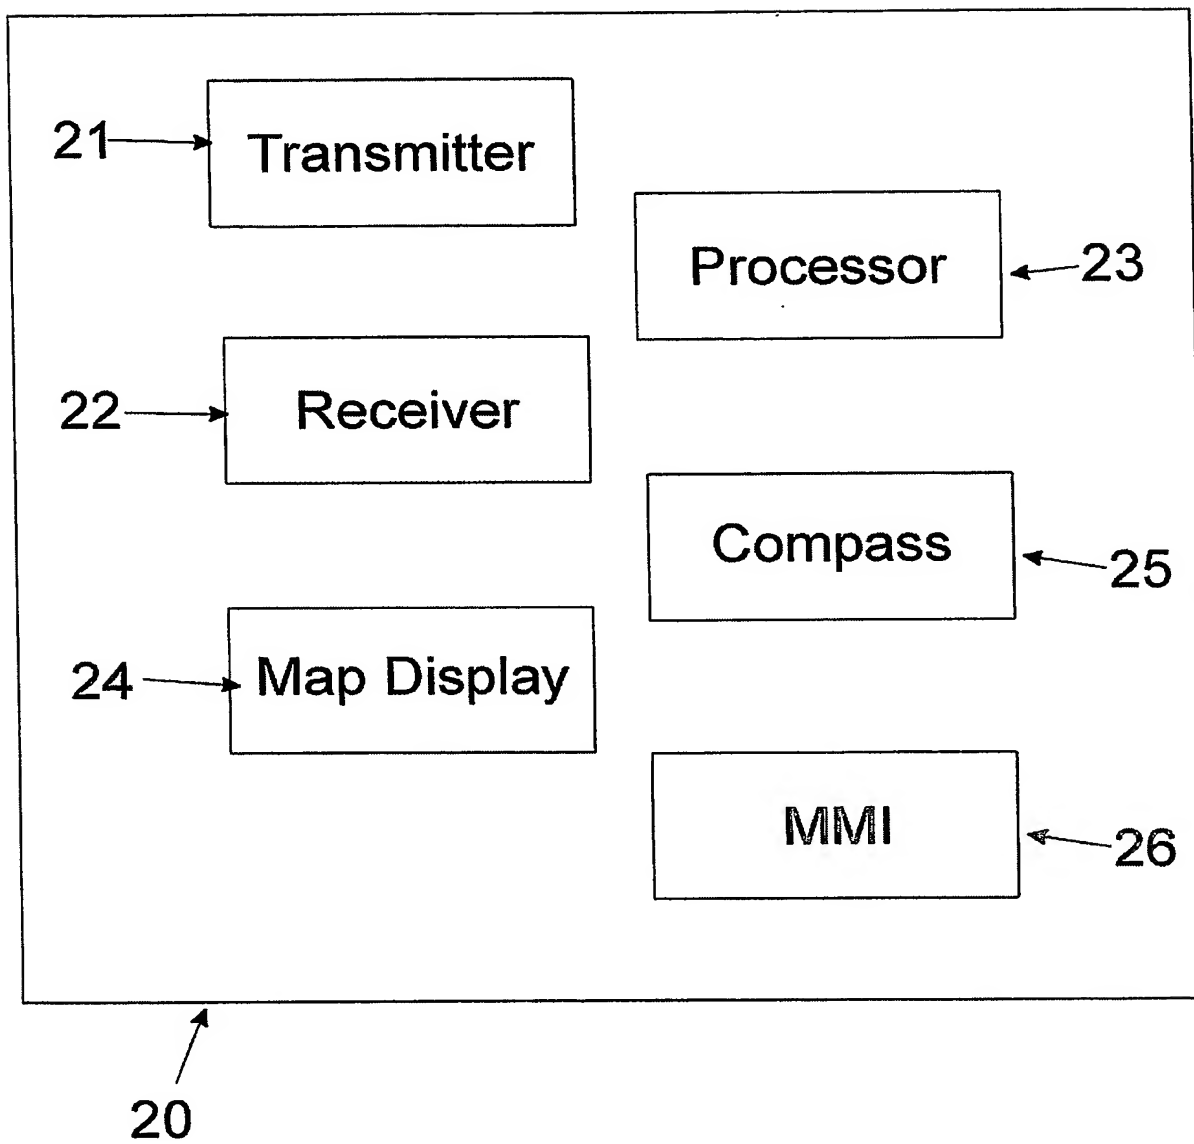 21
Transmitter
Processor
23
22
Receiver
Compass
25
24
Map Display
MMI
26
20